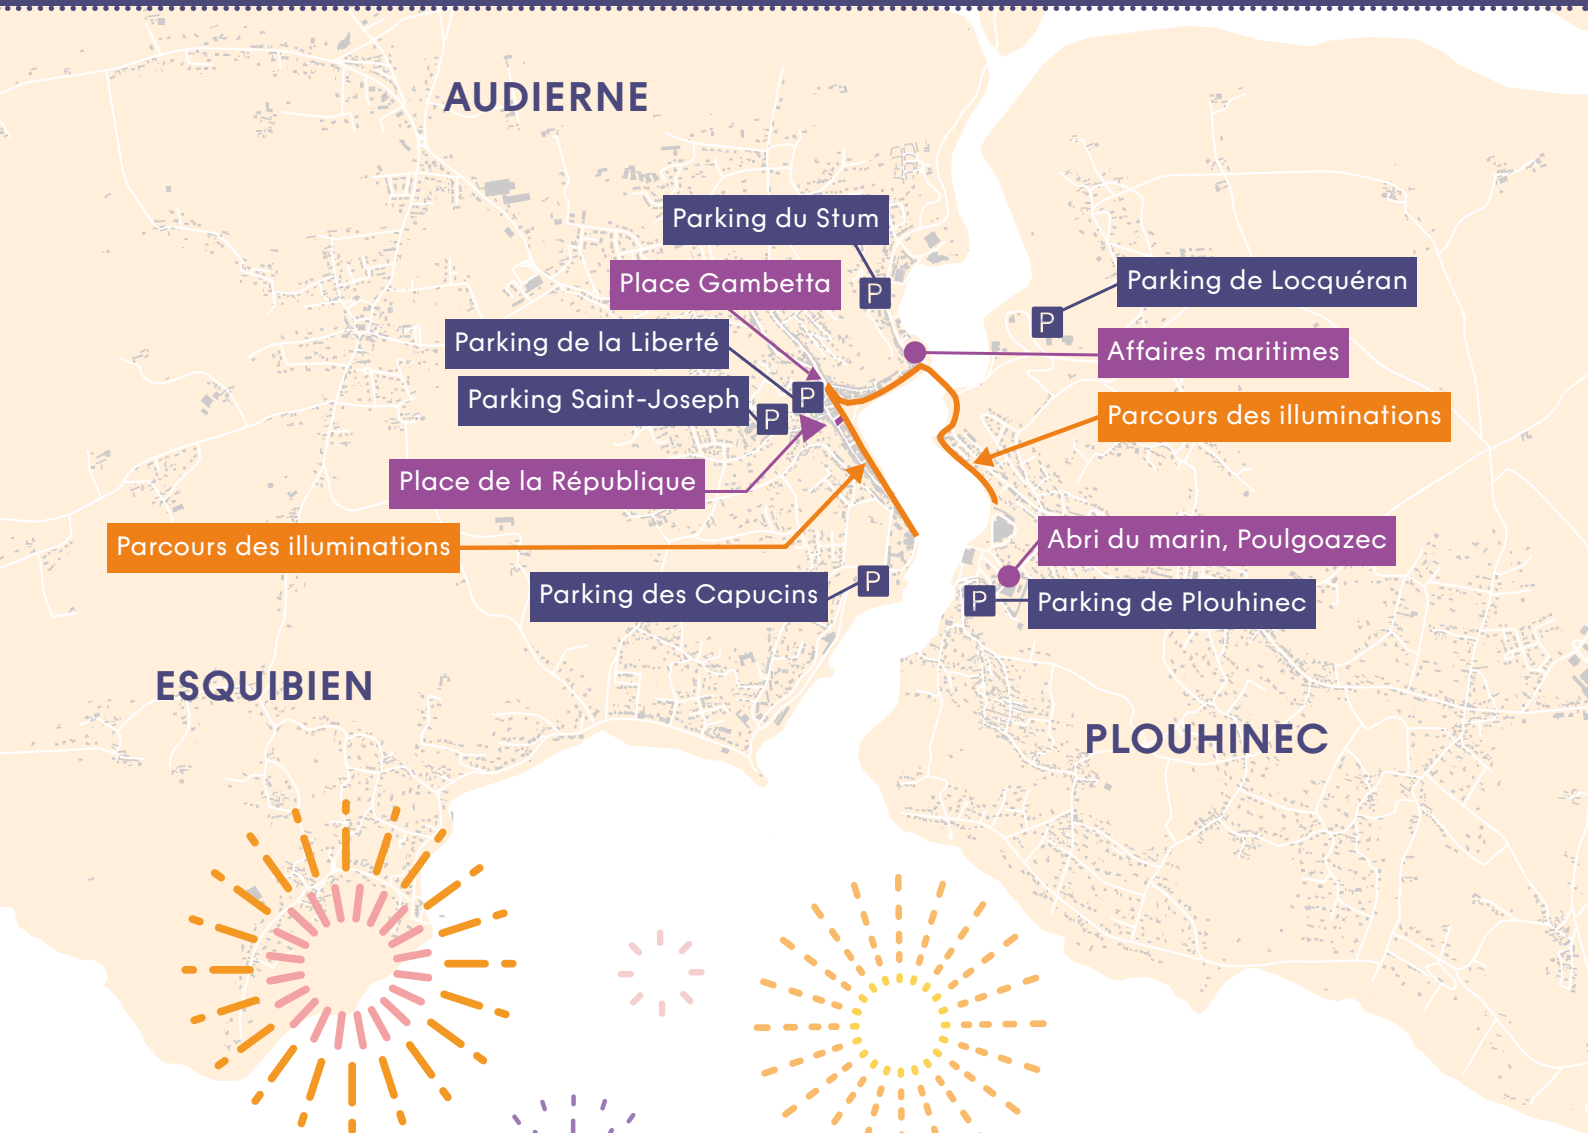 AUDIERNE
Parking du Stum
Place Gambetta
P
Parking de Locquéran
P
Parking de la Liberté
Affaires maritimes
Parking Saint-Joseph
P
P
Parcours des illuminations
Place de la République
Parcours des illuminations
Abri du marin, Poulgoazec
Parking des Capucins
P
P
Parking de Plouhinec
ESQUIBIEN
PLOUHINEC